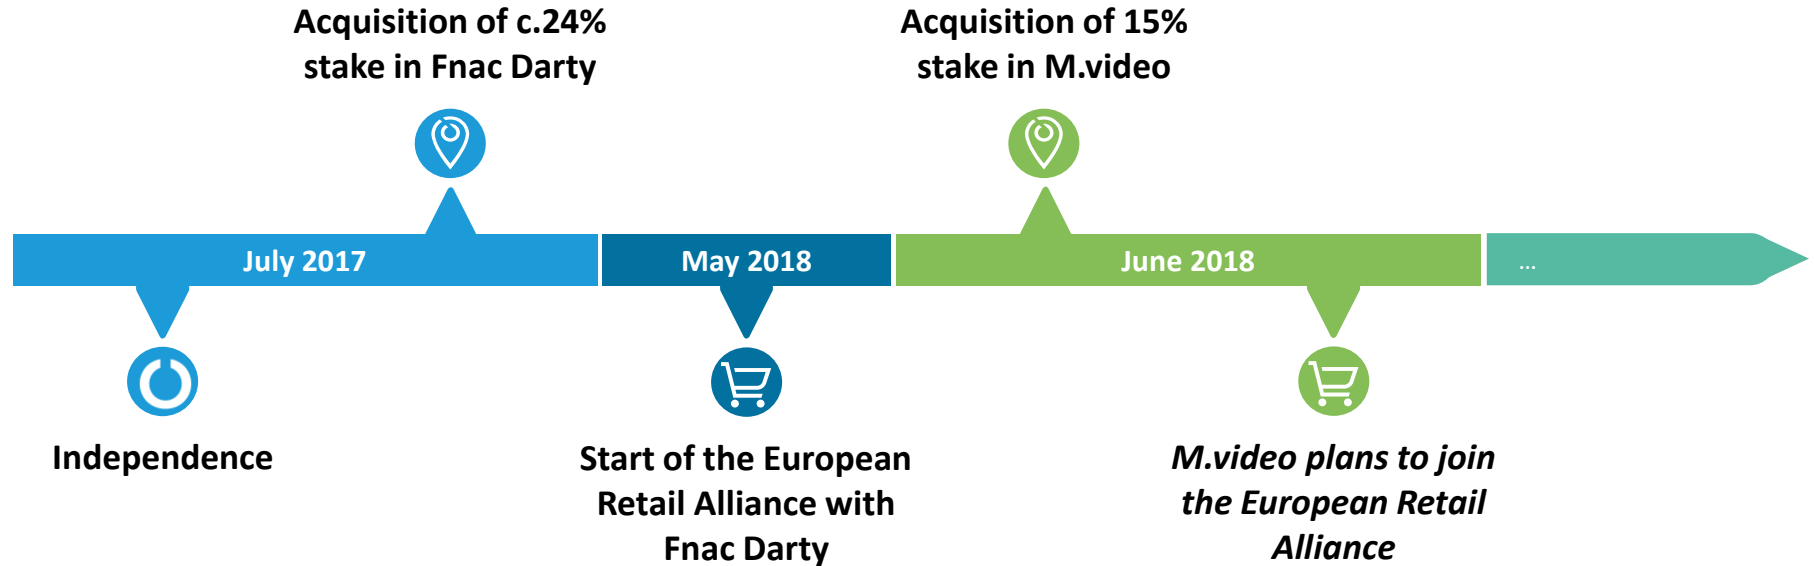 Acquisition of c.24%
stake in Fnac Darty
Acquisition of 15%
stake in M.video
July 2017
May 2018
June 2018
...
Independence
Start of the European
Retail Alliance with
Fnac Darty
M.video plans to join
the European Retail
Alliance